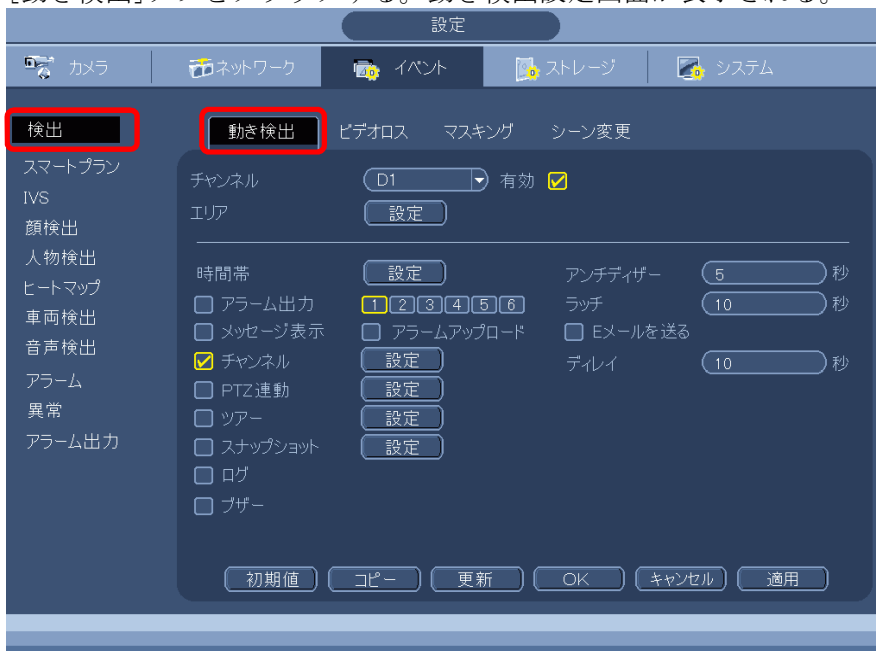 [動き検出]アイコをクリックする。動き検出設定画面が表示される。
設定
カメラ ネットワーク イベント ストレージ システム
検出 動き検出 ビデオロス マスキング シーン変更
スマートプラン
IVS
顔検出
人物検出
ヒートマップ
車両検出
音声検出
アラーム
異常
アラーム出力
チャンネル D1 有効
エリア 設定
時間帯 設定 アンチディザー 5 秒
アラーム出力 1 2 3 4 5 6 ラッチ 10 秒
メッセージ表示 アラームアップロード Eメールを送る
チャンネル 設定 ディレイ 10 秒
PTZ連動 設定
ツアー 設定
スナップショット 設定
ログ
ブザー
初期値 コピー 更新 OK キャンセル 適用